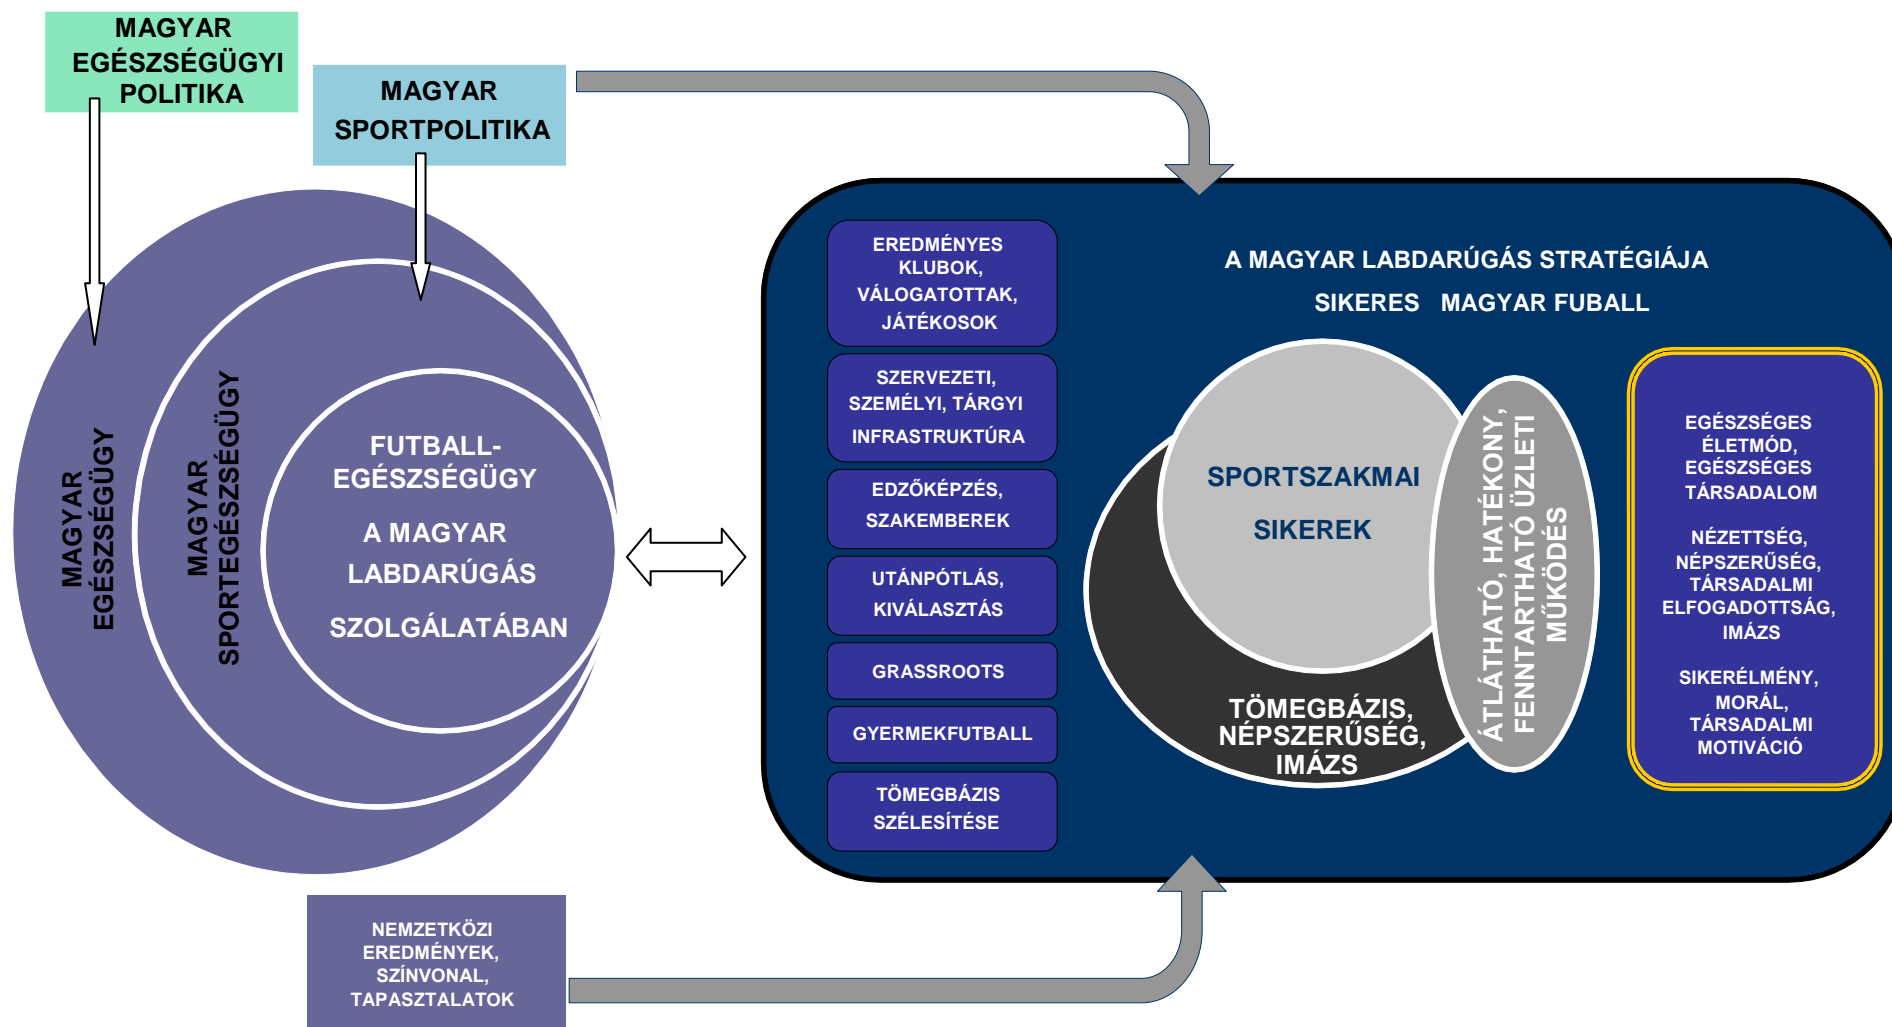 MAGYAR
EGÉSZSÉGÜGYI
POLITIKA
MAGYAR
SPORTPOLITIKA
MAGYAR
EGÉSZSÉGÜGY
MAGYAR
SPORTEGÉSZSÉGÜGY
FUTBALL-
EGÉSZSÉGÜGY
A MAGYAR
LABDARÚGÁS
SZOLGÁLATÁBAN
NEMZETKÖZI
EREDMÉNYEK,
SZÍNVONAL,
TAPASZTALATOK
EREDMÉNYES
KLUBOK,
VÁLOGATOTTAK,
JÁTÉKOSOK
SZERVEZETI,
SZEMÉLYI, TÁRGYI
INFRASTRUKTÚRA
EDZŐKÉPZÉS,
SZAKEMBEREK
UTÁNPÓTLÁS,
KIVÁLASZTÁS
GRASSROOTS
GYERMEKFUTBALL
TÖMEGBÁZIS
SZÉLESÍTÉSE
A MAGYAR LABDARÚGÁS STRATÉGIÁJA
SIKERES MAGYAR FUBALL
SPORTSZAKMAI
SIKEREK
TÖMEGBÁZIS,
NÉPSZERŰSÉG,
IMÁZS
ÁTLÁTHATÓ, HATÉKONY,
FENNTARTHATÓ ÜZLETI
MŰKÖDÉS
EGÉSZSÉGES
ÉLETMÓD,
EGÉSZSÉGES
TÁRSADALOM
NÉZETTSÉG,
NÉPSZERŰSÉG,
TÁRSADALMI
ELFOGADOTTSÁG,
IMÁZS
SIKERÉLMÉNY,
MORÁL,
TÁRSADALMI
MOTIVÁCIÓ